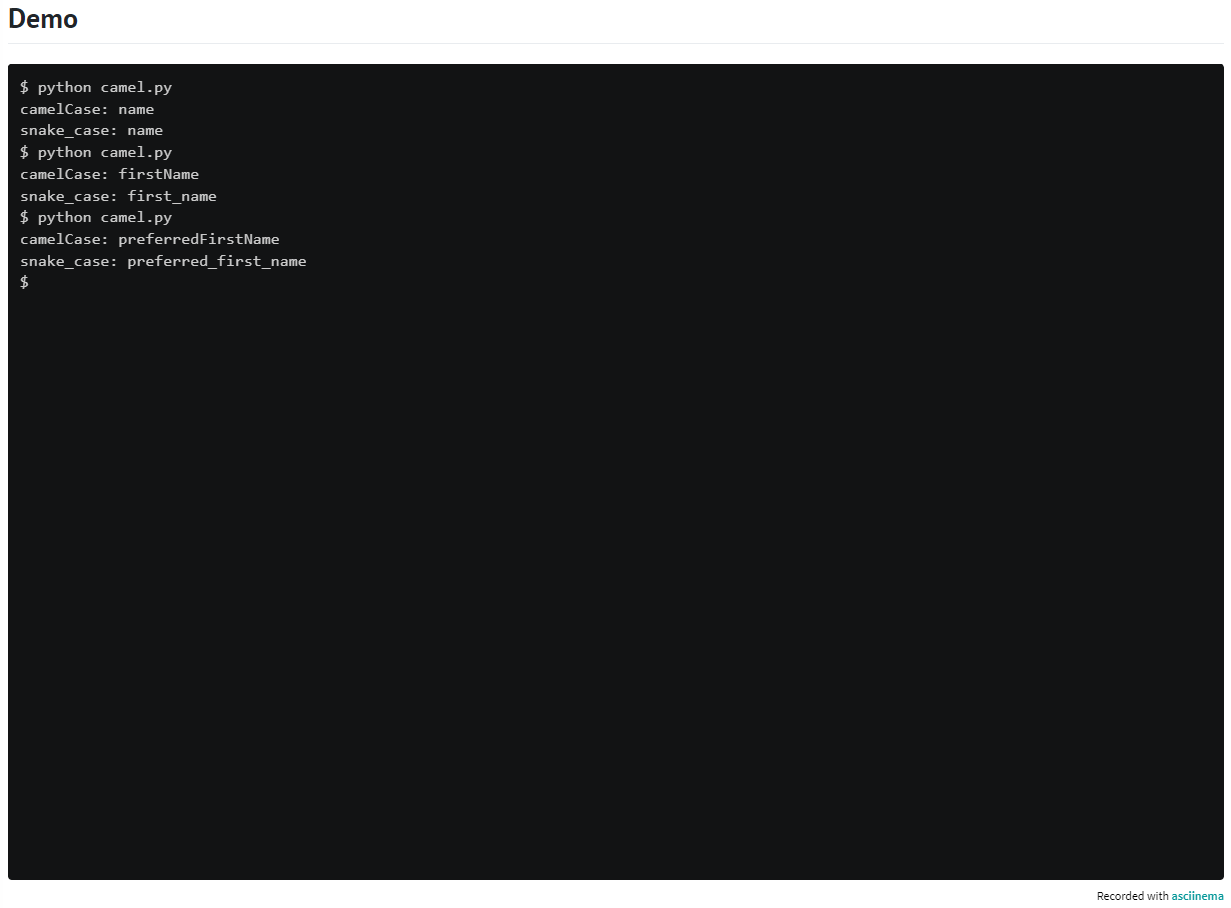 Demo
$ python camel.py
camelCase: name
snake_case: name
$ python camel.py
camelCase: firstName
snake_case: first_name
$ python camel.py
camelCase: preferredFirstName
snake_case: preferred_first_name
$
Recorded with asciinema